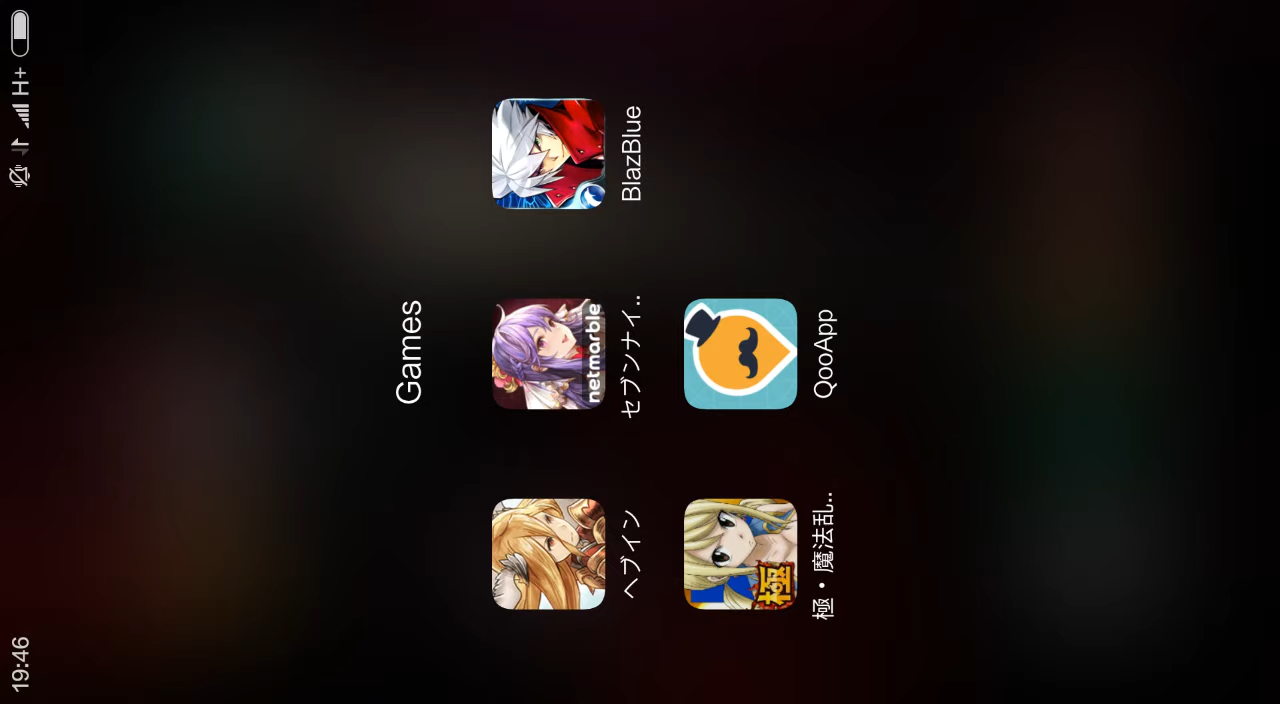 19:46
H+
Games
ヘブイン
セブンナイ..
BlazBlue
極・魔法乱..
QooApp
netmarble
極